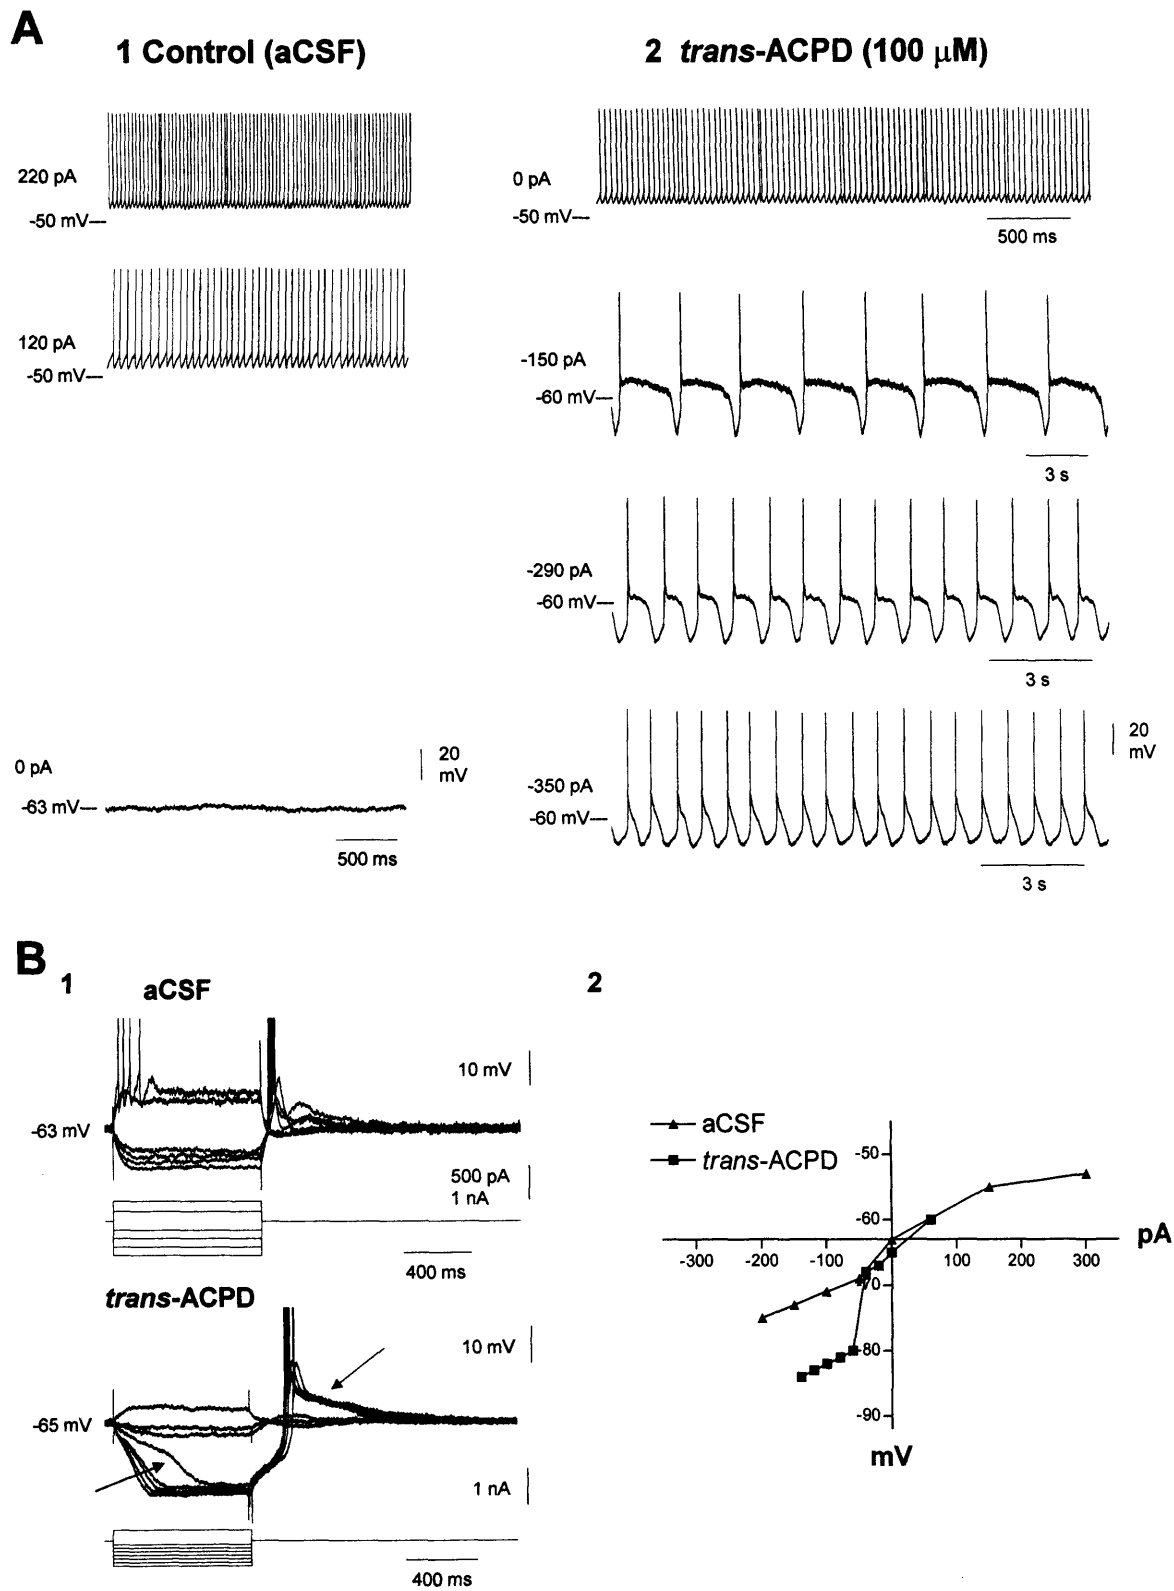 A
1 Control (aCSF)
2 trans-ACPD (100 μM)
220 pA
-50 mV
120 pA
-50 mV
0 pA
-63 mV
20
mV
500 ms
0 pA
-50 mV
500 ms
-150 pA
-60 mV
3 s
-290 pA
-60 mV
3 s
-350 pA
-60 mV
20
mV
3 s
B
1
aCSF
10 mV
-63 mV
500 pA
1 nA
400 ms
trans-ACPD
10 mV
-65 mV
1 nA
400 ms
2
aCSF
trans-ACPD
-50
-60
pA
-300
-200
-100
100
200
300
-70
-80
-90
mV